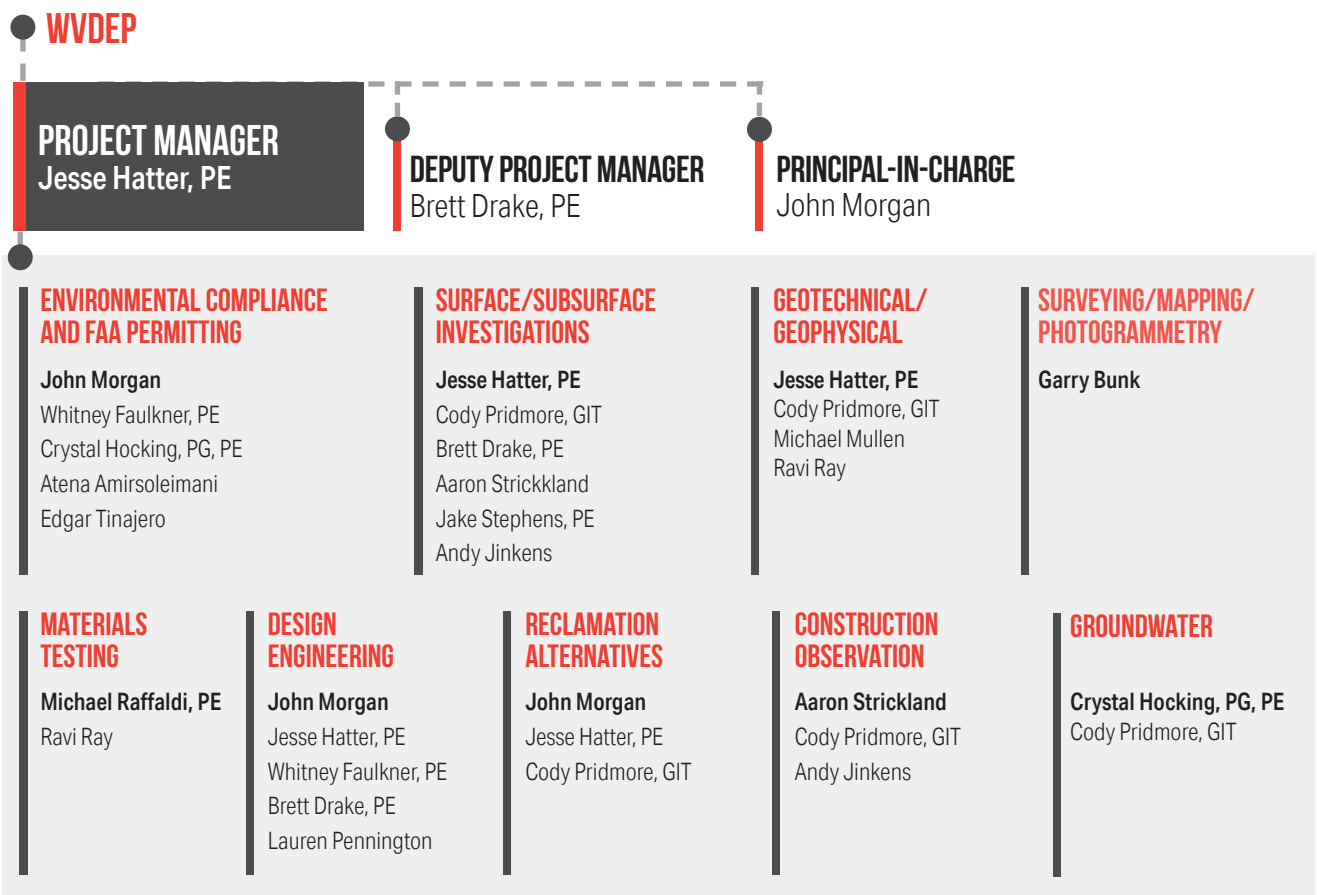 WVDEP
PROJECT MANAGER
Jesse Hatter, PE
DEPUTY PROJECT MANAGER
Brett Drake, PE
PRINCIPAL-IN-CHARGE
John Morgan
ENVIRONMENTAL COMPLIANCE
AND FAA PERMITTING
John Morgan
Whitney Faulkner, PE
Crystal Hocking, PG, PE
Atena Amirsoleimani
Edgar Tinajero
SURFACE/SUBSURFACE
INVESTIGATIONS
Jesse Hatter, PE
Cody Pridmore, GIT
Brett Drake, PE
Aaron Strickkland
Jake Stephens, PE
Andy Jinkens
GEOTECHNICAL/
GEOPHYSICAL
Jesse Hatter, PE
Cody Pridmore, GIT
Michael Mullen
Ravi Ray
SURVEYING/MAPPING/
PHOTOGRAMMETRY
Garry Bunk
MATERIALS
TESTING
Michael Raffaldi, PE
Ravi Ray
DESIGN
ENGINEERING
John Morgan
Jesse Hatter, PE
Whitney Faulkner, PE
Brett Drake, PE
Lauren Pennington
RECLAMATION
ALTERNATIVES
John Morgan
Jesse Hatter, PE
Cody Pridmore, GIT
CONSTRUCTION
OBSERVATION
Aaron Strickland
Cody Pridmore, GIT
Andy Jinkens
GROUNDWATER
Crystal Hocking, PG, PE
Cody Pridmore, GIT